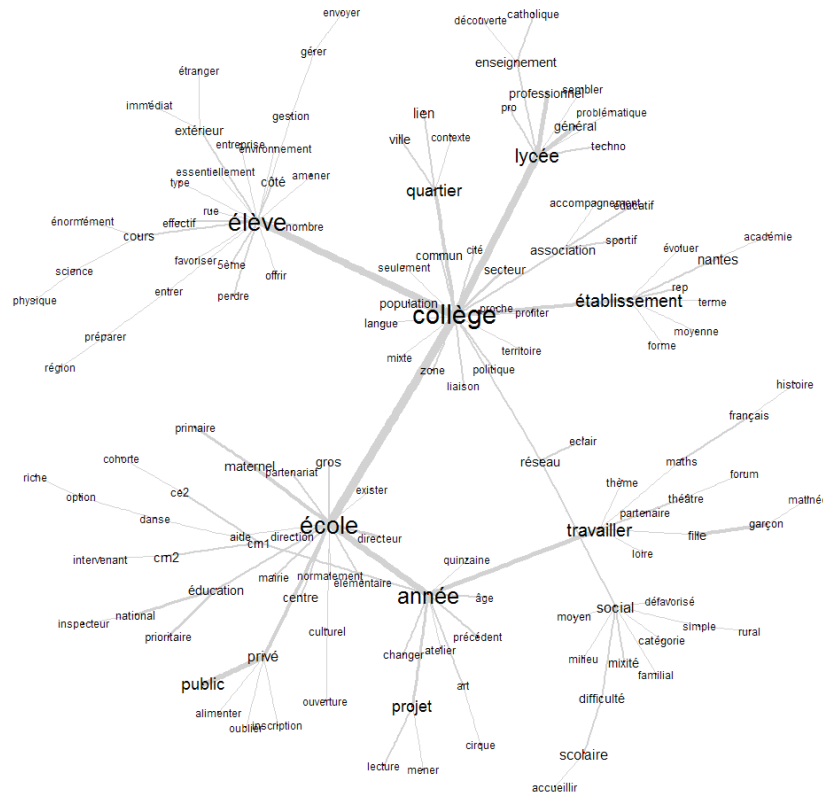 envoyer
catholique
découverte
gérer
enseignement
étranger
professionnel
sembler
immédiat
pro
lien
problématique
gestion
général
extérieur
ville
contexte
entreprise
environnement
techno
lycée
essentiellement
type
côté
amener
quartier
accompagnement
éducatif
rue
effectif
élève
nombre
énormément
cours
académie
cité
association
sportif
commun
évoluer
nantes
favoriser
5ème
seulement
secteur
science
offrir
rep
entrer
perdre
population
proche
établissement
terme
physique
collège
profiter
langue
moyenne
préparer
forme
mixte
territoire
région
zone
politique
liaison
histoire
français
primaire
eclair
cohorte
maternel
gros
réseau
maths
partenariat
forum
riche
thème
option
ce2
exister
théâtre
mathé
partenaire
danse
école
travailler
garçon
aide
cm1
direction
directeur
fille
intervenant
cm2
loire
quinzaine
mairie
normalement
élémentaire
éducation
centre
année
âge
défavorisé
social
national
moyen
simple
inspecteur
culturel
rural
prioritaire
précédent
catégorie
atelier
privé
changer
milieu
mixité
familial
public
art
ouverture
projet
difficulté
alimenter
oublier
inscription
cirque
scolaire
lecture
mener
accueillir